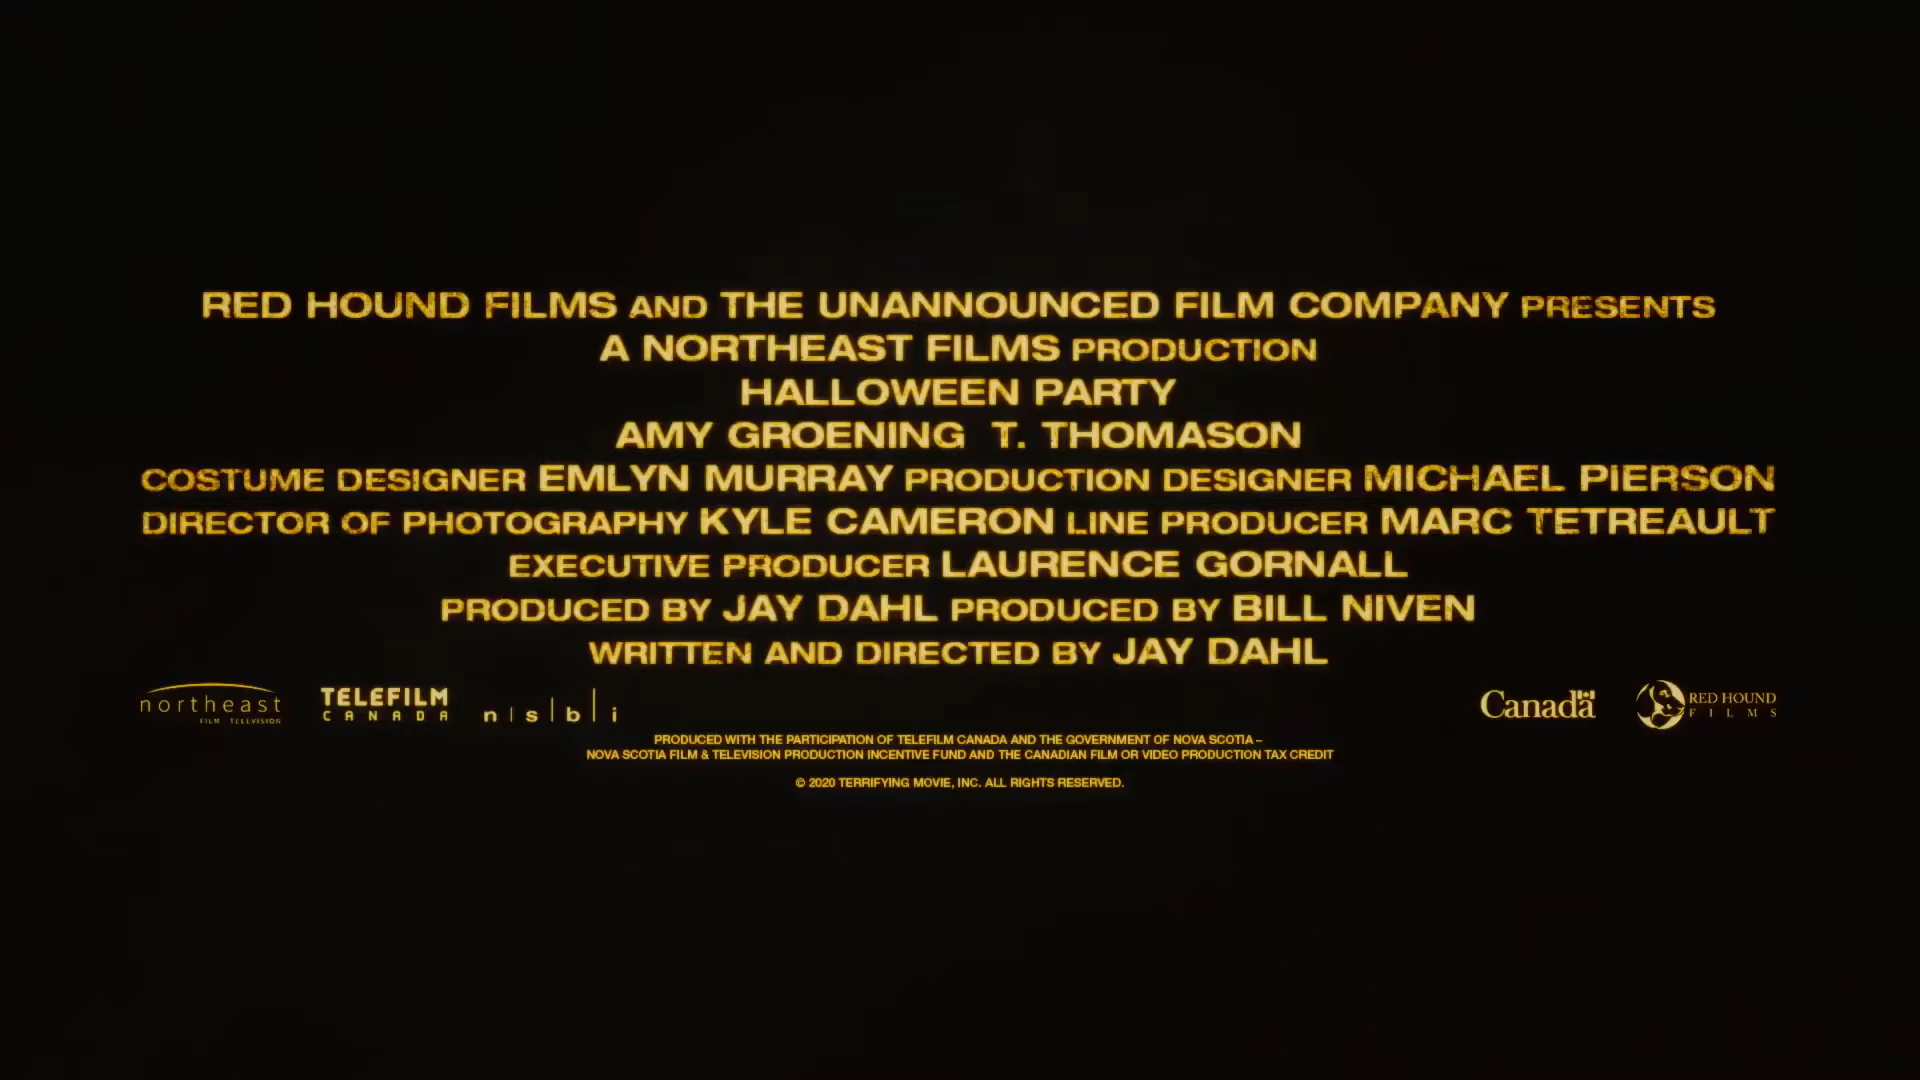 RED HOUND FILMS AND THE UNANNOUNCED FILM COMPANY PRESENTS
A NORTHEAST FILMS PRODUCTION
HALLOWEEN PARTY
AMY GROENING T. THOMASON
COSTUME DESIGNER EMLYN MURRAY PRODUCTION DESIGNER MICHAEL PIERSON
DIRECTOR OF PHOTOGRAPHY KYLE CAMERON LINE PRODUCER MARC TETREAULT
EXECUTIVE PRODUCER LAURENCE GORNALL
PRODUCED BY JAY DAHL PRODUCED BY BILL NIVEN
WRITTEN AND DIRECTED BY JAY DAHL
northeast
FILM TELEVISION
TELEFILM
CANADA
n|s|b|i
Canada
RED HOUND
FILMS
PRODUCED WITH THE PARTICIPATION OF TELEFILM CANADA AND THE GOVERNMENT OF NOVA SCOTIA –
NOVA SCOTIA FILM & TELEVISION PRODUCTION INCENTIVE FUND AND THE CANADIAN FILM OR VIDEO PRODUCTION TAX CREDIT
© 2020 TERRIFYING MOVIE, INC. ALL RIGHTS RESERVED.